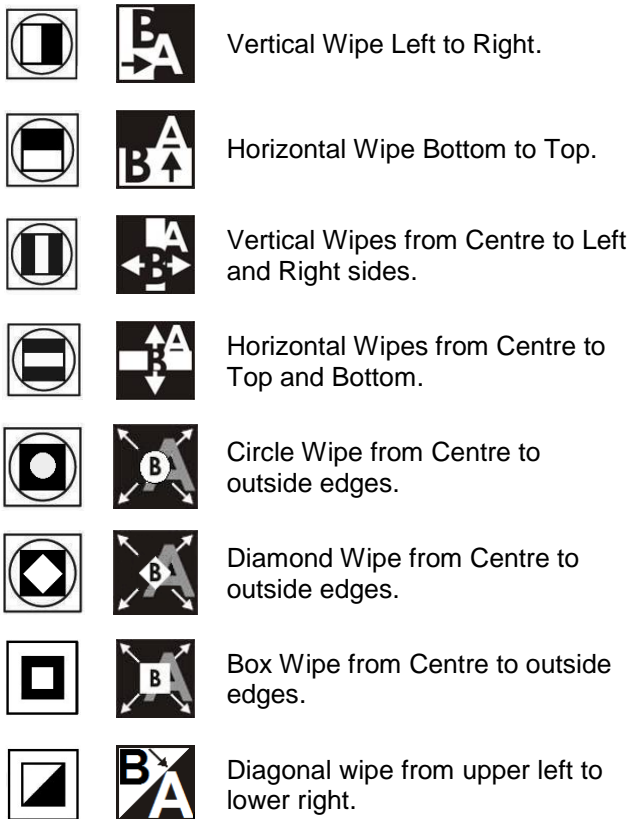 B
A
Vertical Wipe Left to Right.
A
B
Horizontal Wipe Bottom to Top.
A
B
Vertical Wipes from Centre to Left
and Right sides.
A
B
Horizontal Wipes from Centre to
Top and Bottom.
B A
Circle Wipe from Centre to
outside edges.
B A
Diamond Wipe from Centre to
outside edges.
B A
Box Wipe from Centre to outside
edges.
B
A
Diagonal wipe from upper left to
lower right.